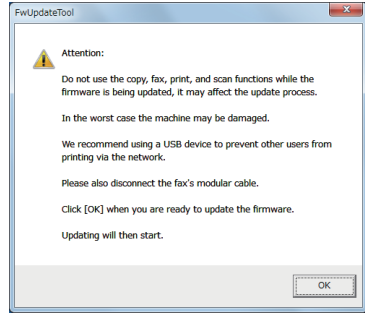 FwUpdateTool
Attention:
Do not use the copy, fax, print, and scan functions while the
firmware is being updated, it may affect the update process.
In the worst case the machine may be damaged.
We recommend using a USB device to prevent other users from
printing via the network.
Please also disconnect the fax's modular cable.
Click [OK] when you are ready to update the firmware.
Updating will then start.
OK